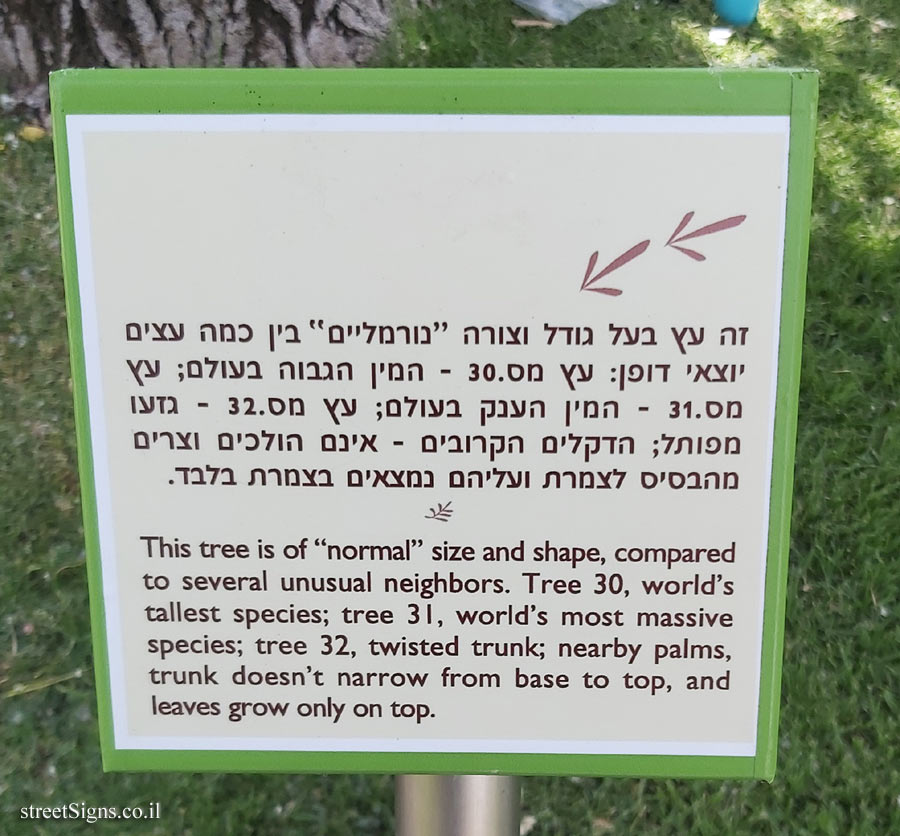 זה עץ בעל גודל וצורה "נורמליים" בין כמה עצים
יוצאי דופן: עץ מס.30 - המין הגבוה בעולם; עץ
מס.31 - המין הענק בעולם; עץ מס.32 - גזעו
מפותל; הדקלים הקרובים - אינם הולכים וצרים
מהבסיס לצמרת ועליהם נמצאים בצמרת בלבד.
This tree is of “normal” size and shape, compared
to several unusual neighbors. Tree 30, world’s
tallest species; tree 31, world’s most massive
species; tree 32, twisted trunk; nearby palms,
trunk doesn’t narrow from base to top, and
leaves grow only on top.
streetSigns.co.il